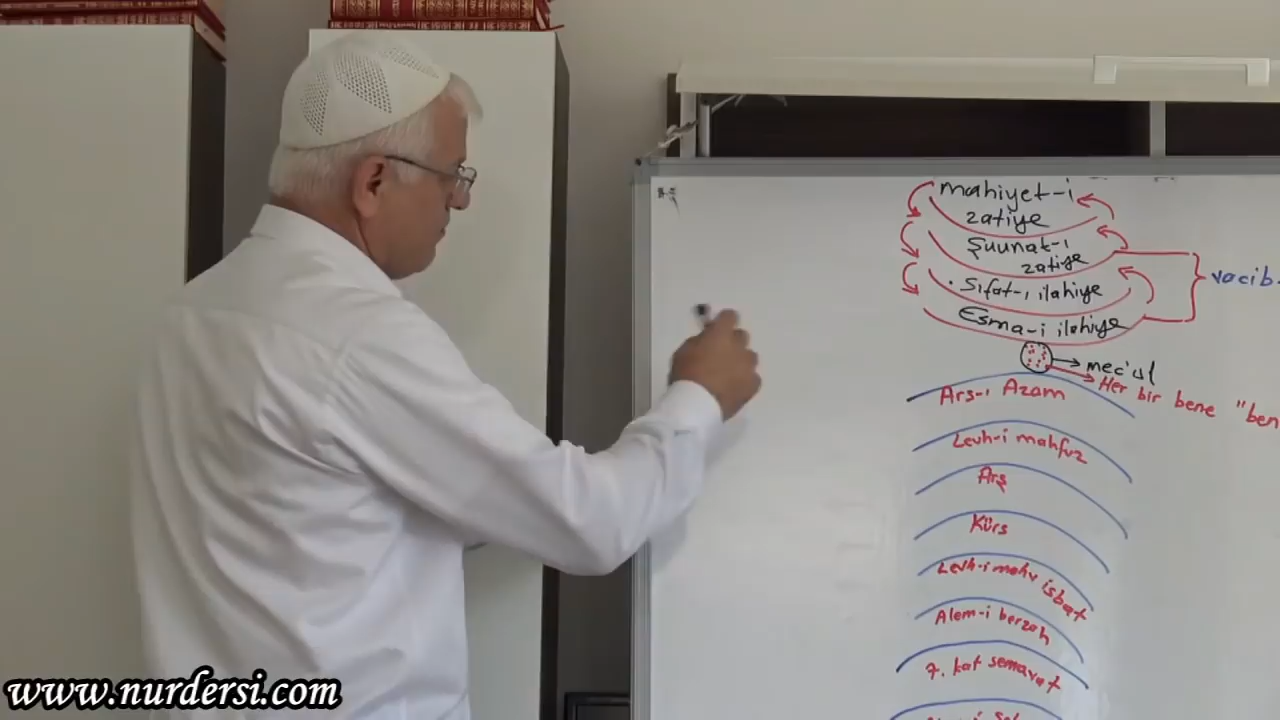 mahiyet-i
zatiye
Şuunat-ı
zatiye
Sıfat-ı ilahiye
Esma-i ilahiye
vacib-
mec'ul
Her bir bene "ben
Ars-ı Azam
Levh-i mahfuz
Arş
Kürs
Levh-i mahv isbat
Alem-i berzah
7. kat semavat
www.nurdersi.com